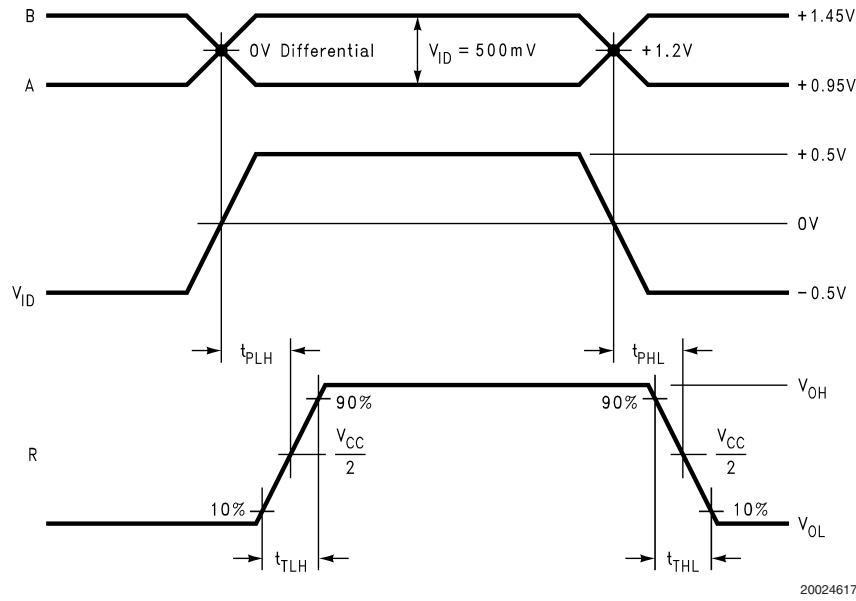 B
+1.45V
0V Differential
V_ID = 500mV
+1.2V
A
+0.95V
+0.5V
0V
V_ID
−0.5V
t_PLH
t_PHL
V_OH
90%
90%
R
V_CC
2
V_CC
2
10%
10%
V_OL
t_TLH
t_THL
20024617